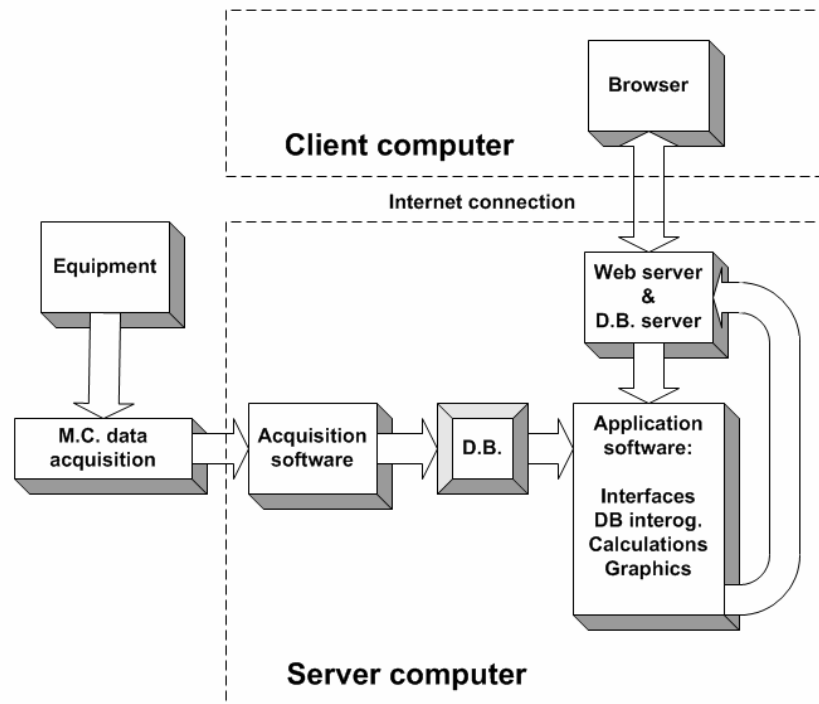 Browser
Client computer
Internet connection
Equipment
Web server
&
D.B. server
M.C. data
acquisition
Acquisition
software
D.B.
Application
software:
Interfaces
DB interog.
Calculations
Graphics
Server computer